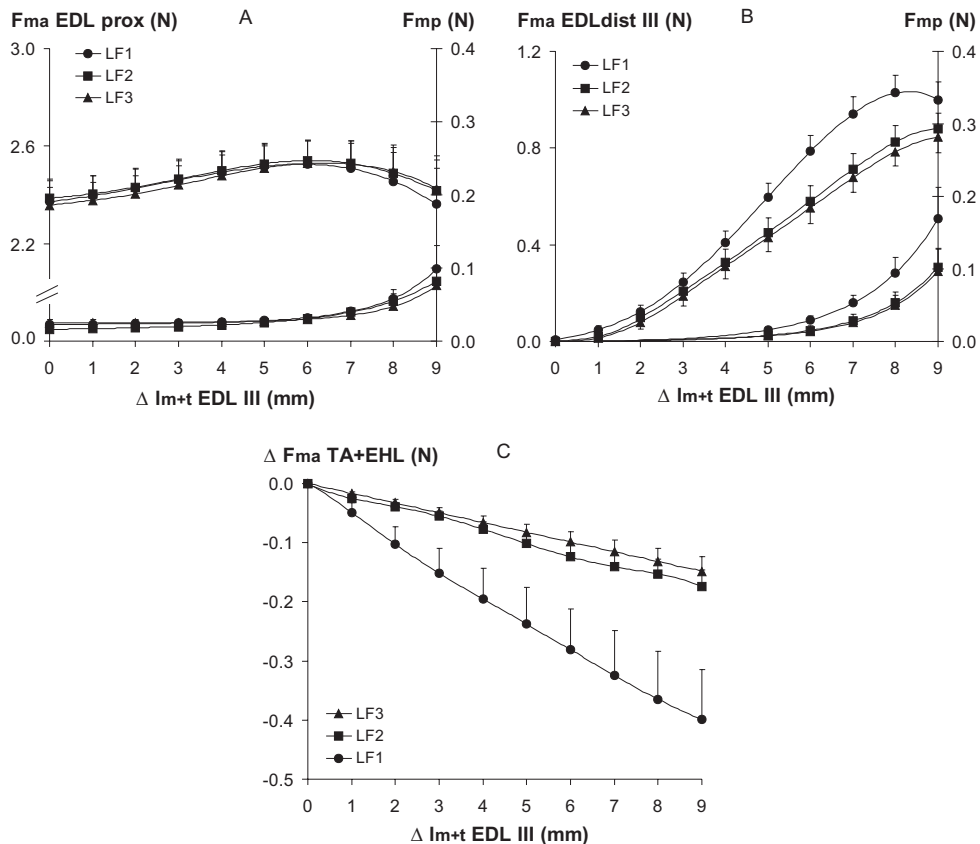 Fma EDL prox (N) A Fmp (N)
3.0 0.4
LF1
LF2
LF3
0.3
2.6
0.2
2.2
0.1
0.0 0.0
0 1 2 3 4 5 6 7 8 9
Δ lm+t EDL III (mm)
Fma EDLdist III (N) B Fmp (N)
1.2 0.4
LF1
LF2
LF3
0.3
0.8
0.2
0.4
0.1
0.0 0.0
0 1 2 3 4 5 6 7 8 9
Δ lm+t EDL III (mm)
Δ Fma TA+EHL (N) C
0.0
-0.1
-0.2
-0.3
-0.4
-0.5
LF3
LF2
LF1
0 1 2 3 4 5 6 7 8 9
Δ lm+t EDL III (mm)